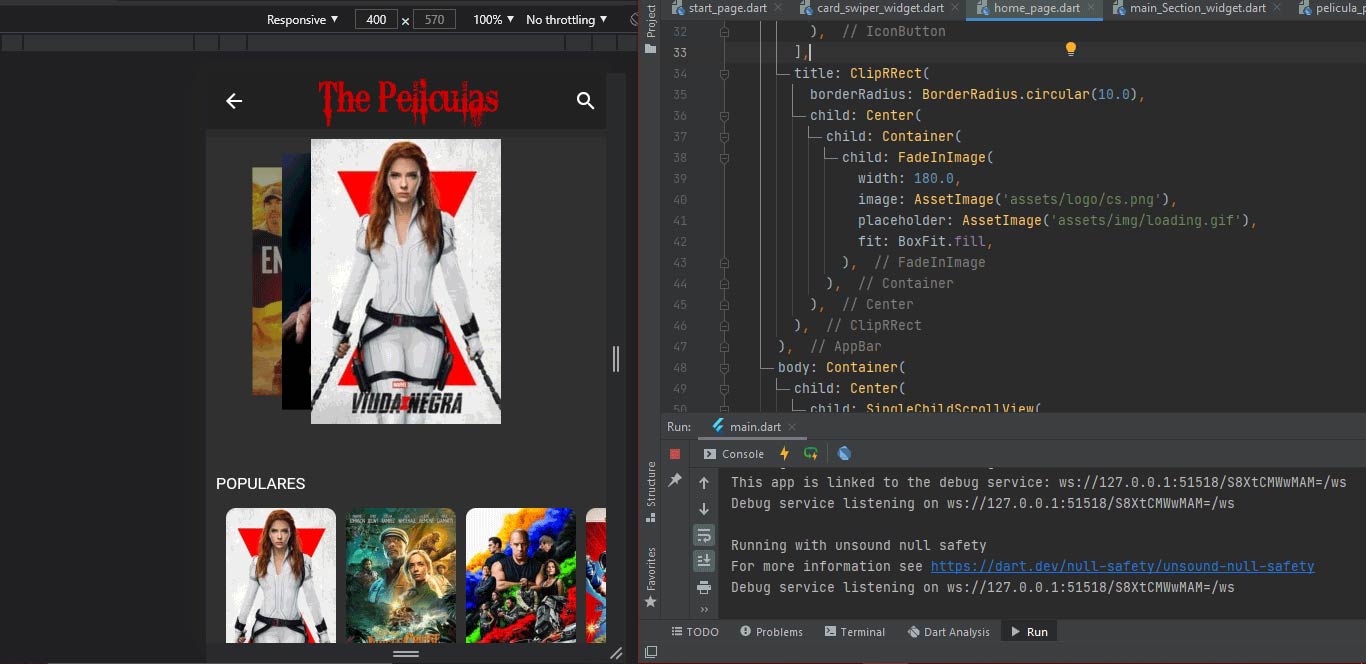 Responsive ▼ 400 × 570 100% ▼ No throttling ▼
The Peliculas
EN
MARVEL
VIUDA NEGRA
POPULARES
Project
start_page.dart
card_swiper_widget.dart
home_page.dart
main_Section_widget.dart
pelicula_p
32 ), // IconButton
33 ],
34 title: ClipRRect(
35 borderRadius: BorderRadius.circular(10.0),
36 child: Center(
37 child: Container(
38 child: FadeInImage(
39 width: 180.0,
40 image: AssetImage('assets/logo/cs.png'),
41 placeholder: AssetImage('assets/img/loading.gif'),
42 fit: BoxFit.fill,
43 ), // FadeInImage
44 ), // Container
45 ), // Center
46 ), // ClipRRect
47 ), // AppBar
48 body: Container(
49 child: Center(
50 child: SingleChildScrollView(
Run: main.dart
Console
Structure
Favorites
This app is linked to the debug service: ws://127.0.0.1:51518/S8XtCMWwMAM=/ws
Debug service listening on ws://127.0.0.1:51518/S8XtCMWwMAM=/ws
Running with unsound null safety
For more information see https://dart.dev/null-safety/unsound-null-safety
Debug service listening on ws://127.0.0.1:51518/S8XtCMWwMAM=/ws
TODO Problems Terminal Dart Analysis Run